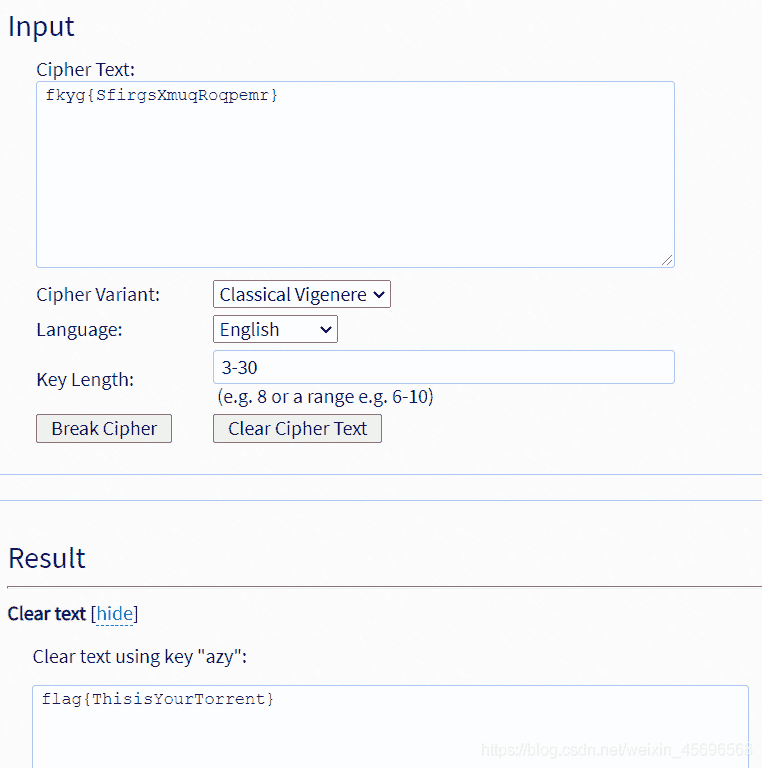 Input
Cipher Text:
fkyg{SfirgsXmuqRoqpemr}
Cipher Variant: Classical Vigenere
Language: English
Key Length: 3-30
(e.g. 8 or a range e.g. 6-10)
Break Cipher Clear Cipher Text
Result
Clear text [hide]
Clear text using key "azy":
flag{ThisisYourTorrent}
https://blog.csdn.net/weixin_45696568